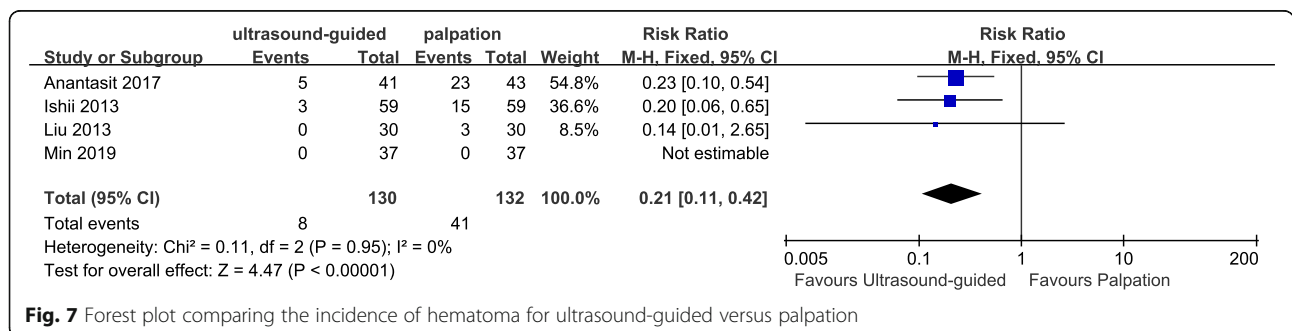 ultrasound-guided palpation Risk Ratio Risk Ratio
Study or Subgroup Events Total Events Total Weight M-H, Fixed, 95% CI M-H, Fixed, 95% CI
Anantasit 2017 5 41 23 43 54.8% 0.23 [0.10, 0.54]
Ishii 2013 3 59 15 59 36.6% 0.20 [0.06, 0.65]
Liu 2013 0 30 3 30 8.5% 0.14 [0.01, 2.65]
Min 2019 0 37 0 37 Not estimable
Total (95% CI) 130 132 100.0% 0.21 [0.11, 0.42]
Total events 8 41
Heterogeneity: Chi² = 0.11, df = 2 (P = 0.95); I² = 0%
Test for overall effect: Z = 4.47 (P < 0.00001)
0.005 0.1 1 10 200
Favours Ultrasound-guided Favours Palpation
Fig. 7 Forest plot comparing the incidence of hematoma for ultrasound-guided versus palpation